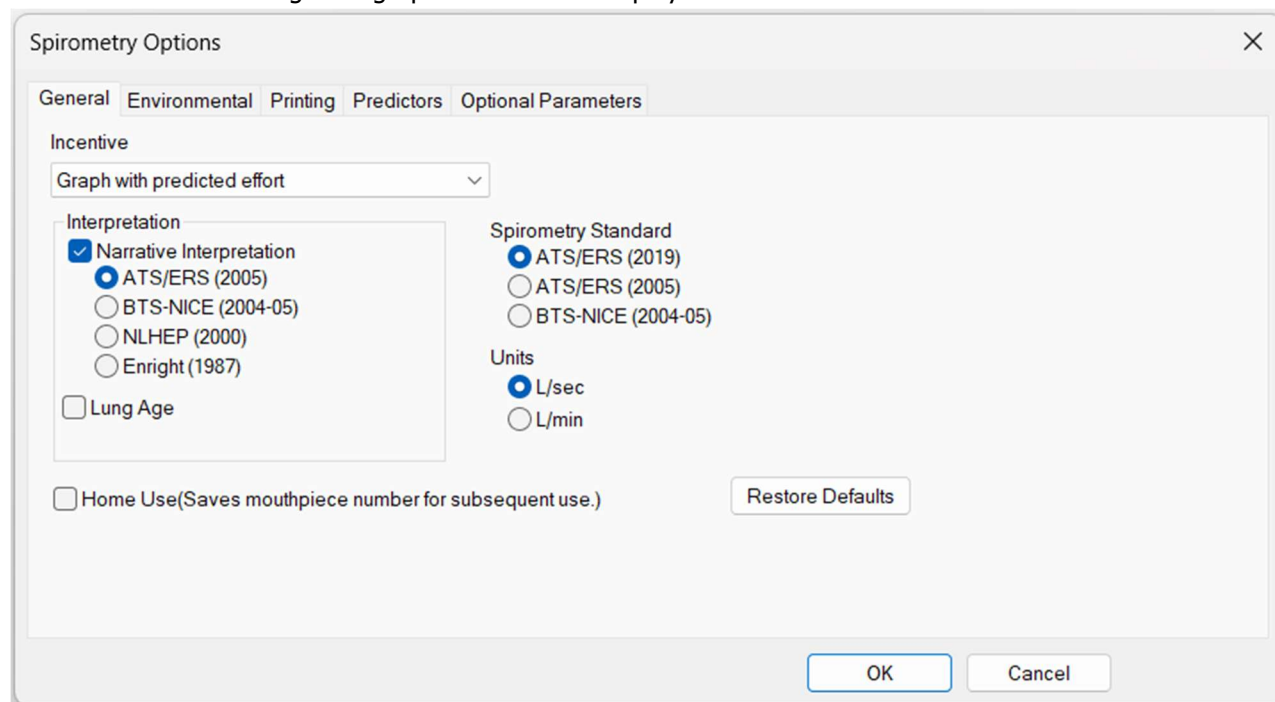 Spirometry Options
General Environmental Printing Predictors Optional Parameters
Incentive
Graph with predicted effort
Interpretation
Narrative Interpretation
ATS/ERS (2005)
BTS-NICE (2004-05)
NLHEP (2000)
Enright (1987)
Lung Age
Spirometry Standard
ATS/ERS (2019)
ATS/ERS (2005)
BTS-NICE (2004-05)
Units
L/sec
L/min
Home Use(Saves mouthpiece number for subsequent use.)
Restore Defaults
OK Cancel